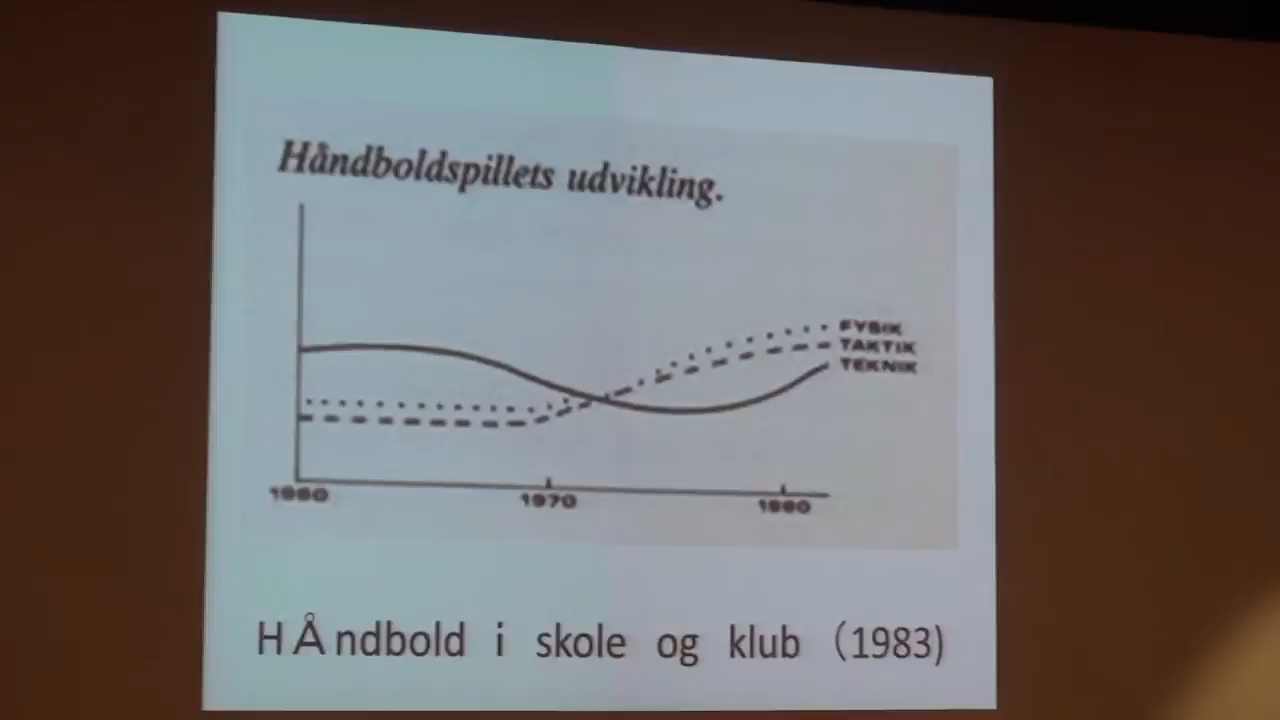 Håndboldspillets udvikling.
FYSIK
TAKTIK
TEKNIK
1960
1970
1980
HÅndbold i skole og klub (1983)